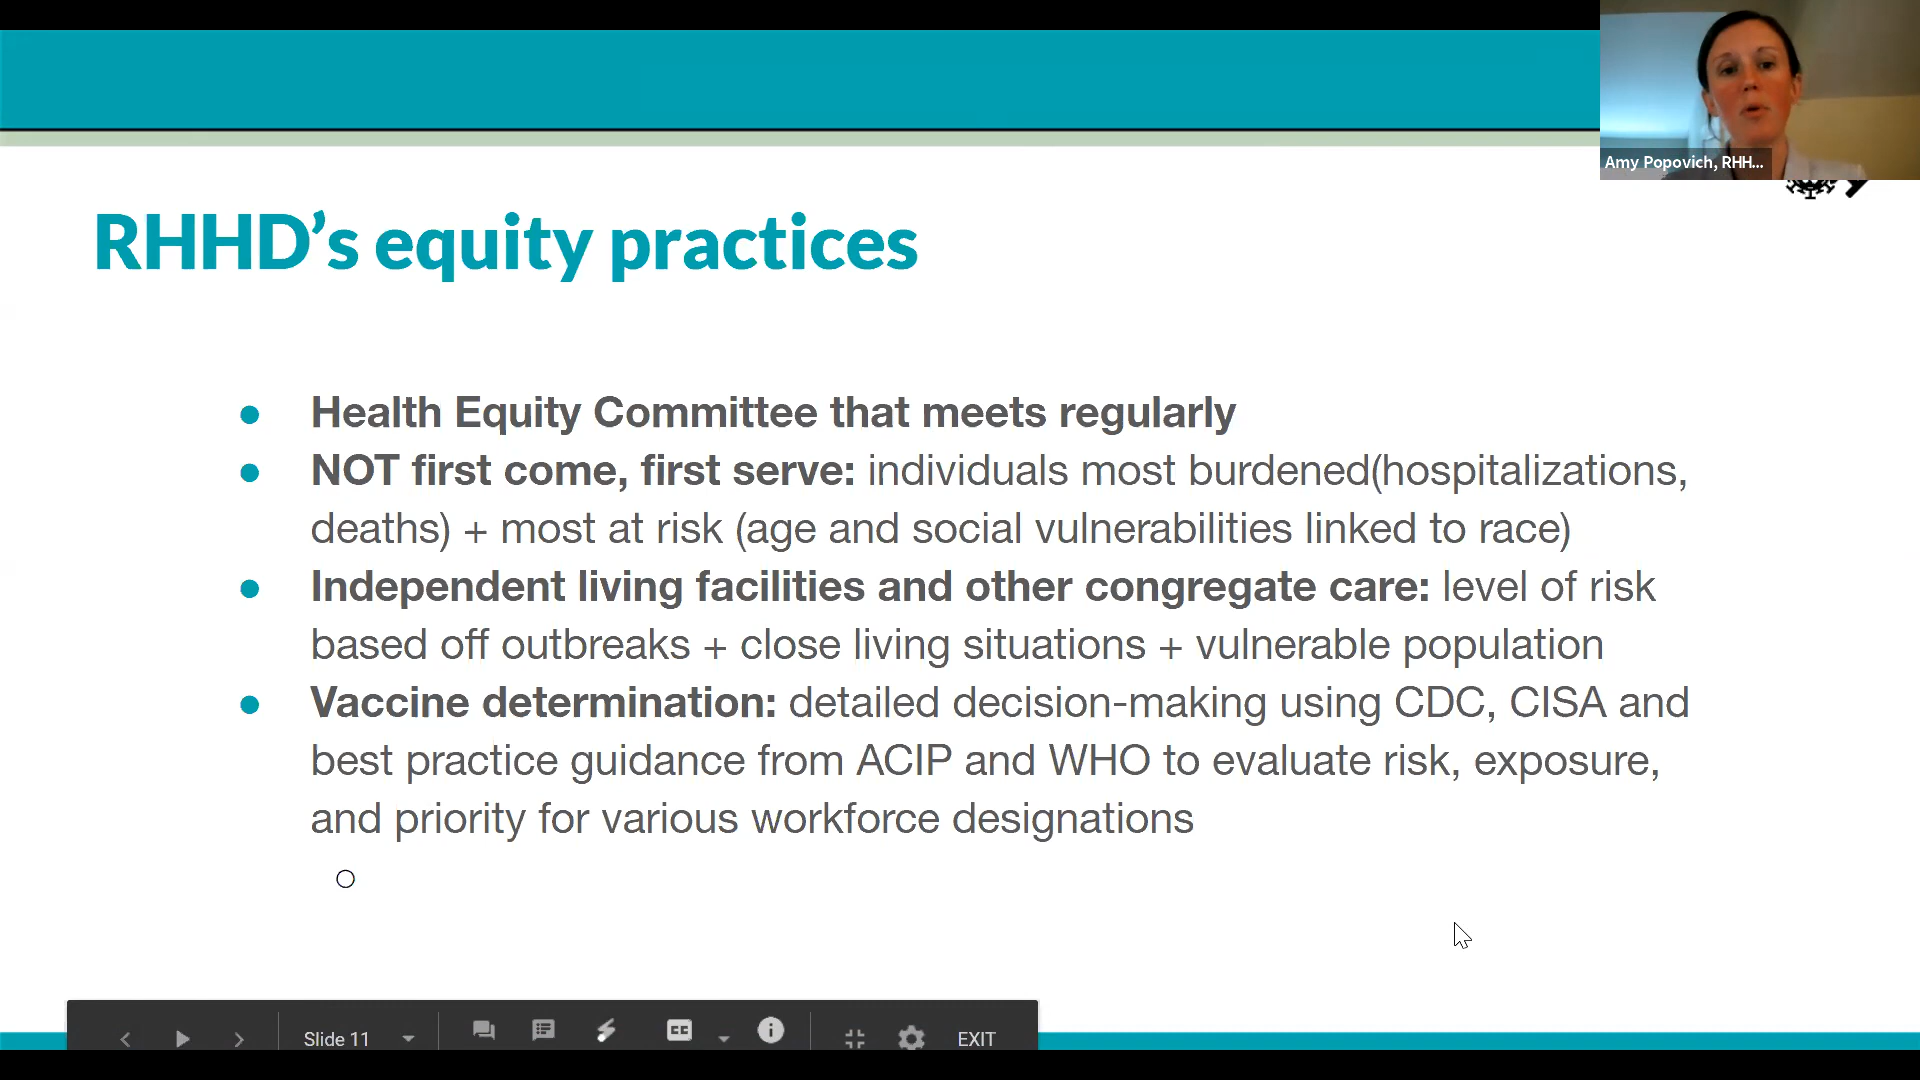 Amy Popovich, RHH...
RHHD’s equity practices
● Health Equity Committee that meets regularly
● NOT first come, first serve: individuals most burdened(hospitalizations,
deaths) + most at risk (age and social vulnerabilities linked to race)
● Independent living facilities and other congregate care: level of risk
based off outbreaks + close living situations + vulnerable population
● Vaccine determination: detailed decision-making using CDC, CISA and
best practice guidance from ACIP and WHO to evaluate risk, exposure,
and priority for various workforce designations
Slide 11
CC
EXIT